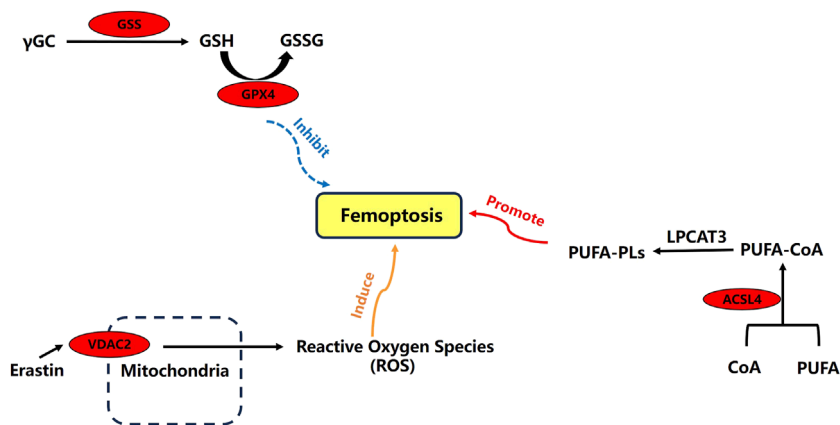 GSS
γGC
GSH
GSSG
GPX4
Inhibit
Femoptosis
Promote
LPCAT3
PUFA-PLs
PUFA-CoA
ACSL4
CoA
PUFA
Induce
VDAC2
Erastin
Mitochondria
Reactive Oxygen Species
(ROS)